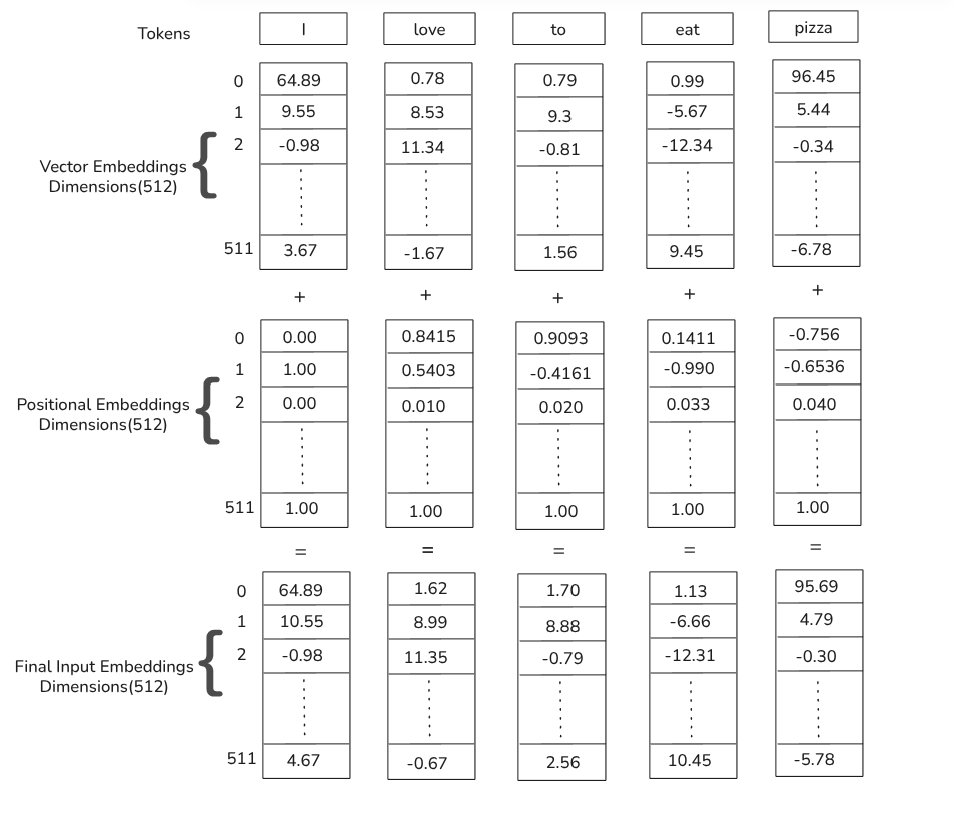 Tokens I love to eat pizza
0 64.89 0.78 0.79 0.99 96.45
1 9.55 8.53 9.3 -5.67 5.44
2 -0.98 11.34 -0.81 -12.34 -0.34
Vector Embeddings
Dimensions(512)
511 3.67 -1.67 1.56 9.45 -6.78
+ + + + +
0 0.00 0.8415 0.9093 0.1411 -0.756
1 1.00 0.5403 -0.4161 -0.990 -0.6536
2 0.00 0.010 0.020 0.033 0.040
Positional Embeddings
Dimensions(512)
511 1.00 1.00 1.00 1.00 1.00
= = = = =
0 64.89 1.62 1.70 1.13 95.69
1 10.55 8.99 8.88 -6.66 4.79
2 -0.98 11.35 -0.79 -12.31 -0.30
Final Input Embeddings
Dimensions(512)
511 4.67 -0.67 2.56 10.45 -5.78